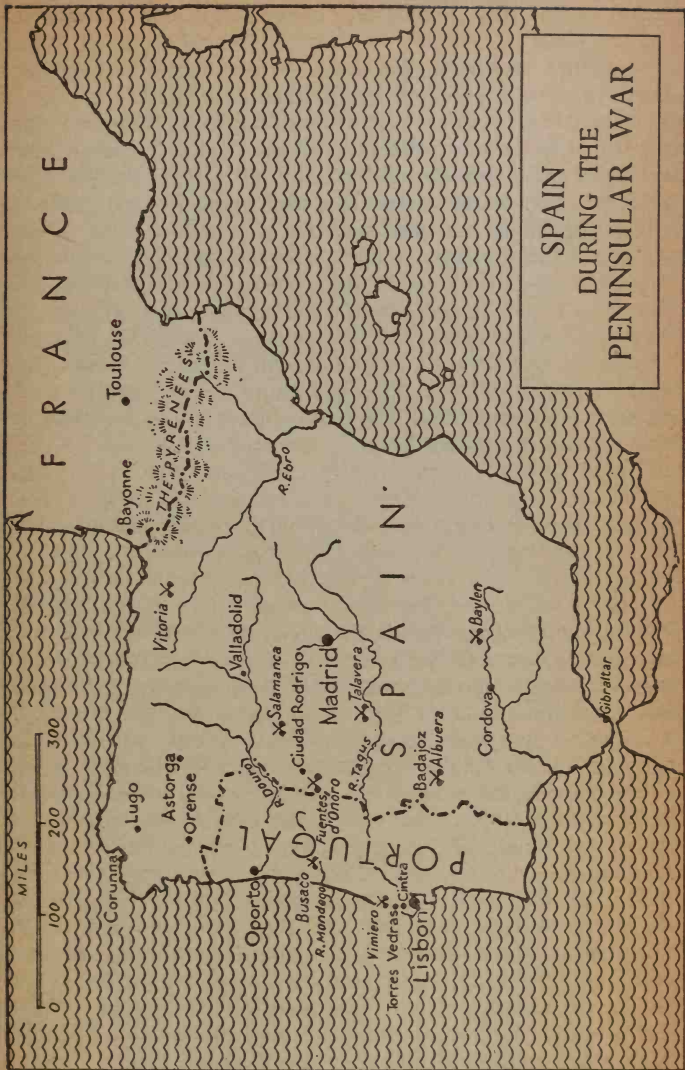 SPAIN
DURING THE
PENINSULAR WAR
MILES
0 100 200 300
FRANCE
Toulouse
Bayonne
THE PYRENEES
Corunna
Lugo
Astorga
Orense
Vitoria
R. Ebro
Valladolid
Oporto
R. Douro
Salamanca
Ciudad Rodrigo
Busaco
R. Mondego
Fuentes
d'Onoro
Madrid
Talavera
R. Tagus
SPAIN
PORTUGAL
Vimiero
Torres Vedras
Cintra
Lisbon
Badajoz
Albuera
Baylen
Cordova
Gibraltar